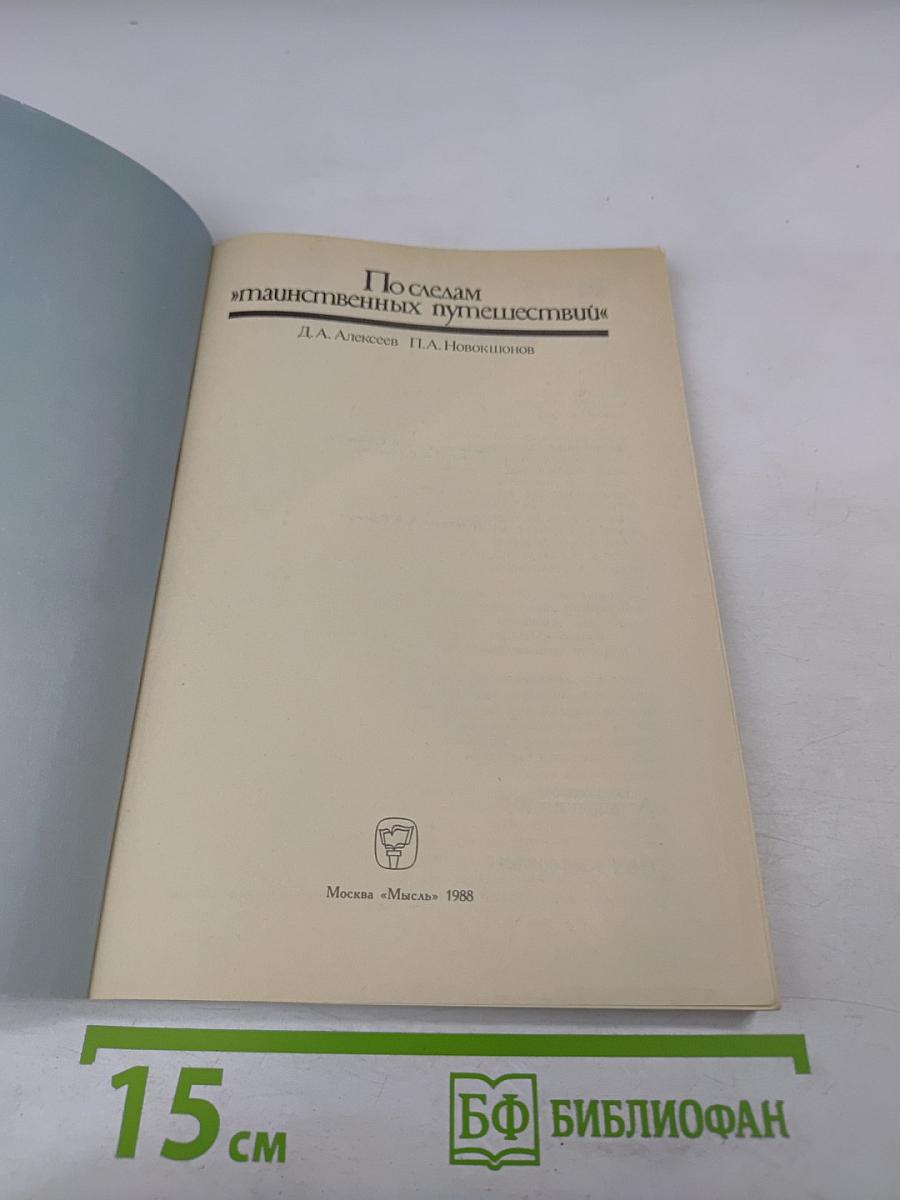 По следам
»таинственных путешествий«
Д. А. Алексеев П. А. Новокшонов
Москва «Мысль» 1988
15 см
БФ БИБЛИОФАН